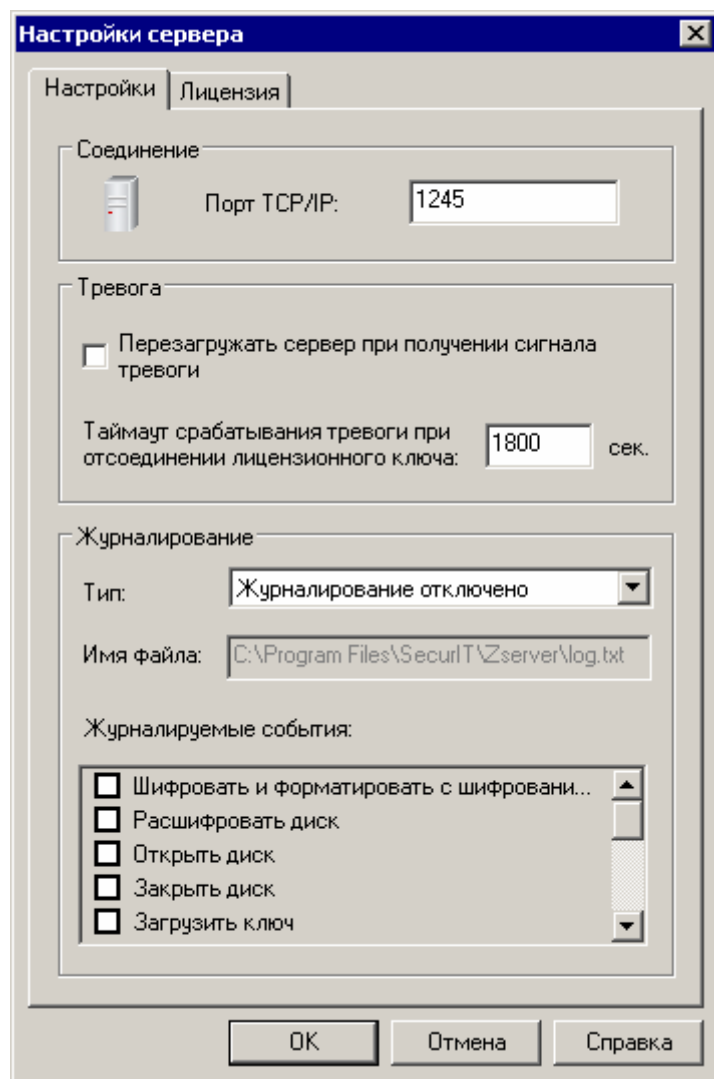 Настройки сервера
Настройки
Лицензия
Соединение
Порт TCP/IP:
1245
Тревога
Перезагружать сервер при получении сигнала
тревоги
Таймаут срабатывания тревоги при
отсоединении лицензионного ключа:
1800
сек.
Журналирование
Тип:
Журналирование отключено
Имя файла:
C:\Program Files\SecurIT\Zserver\log.txt
Журналируемые события:
Шифровать и форматировать с шифровани...
Расшифровать диск
Открыть диск
Закрыть диск
Загрузить ключ
OK
Отмена
Справка